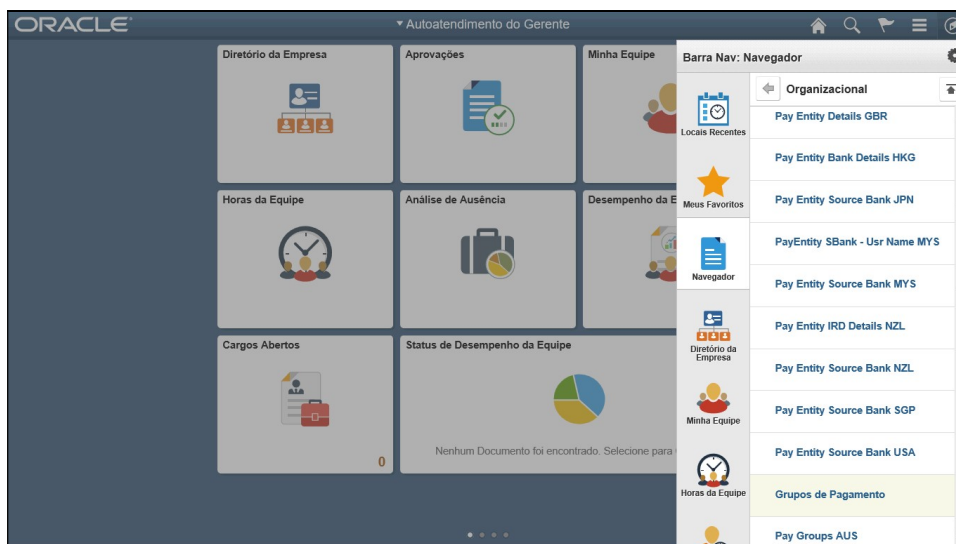 ORACLE
Autoatendimento do Gerente
Diretório da Empresa
Aprovações
Minha Equipe
Horas da Equipe
Análise de Ausência
Desempenho da E
Cargos Abertos
0
Status de Desempenho da Equipe
Nenhum Documento foi encontrado. Selecione para
Barra Nav: Navegador
Locais Recentes
Meus Favoritos
Navegador
Diretório da
Empresa
Minha Equipe
Horas da Equipe
Organizacional
Pay Entity Details GBR
Pay Entity Bank Details HKG
Pay Entity Source Bank JPN
PayEntity SBank - Usr Name MYS
Pay Entity Source Bank MYS
Pay Entity IRD Details NZL
Pay Entity Source Bank NZL
Pay Entity Source Bank SGP
Pay Entity Source Bank USA
Grupos de Pagamento
Pay Groups AUS